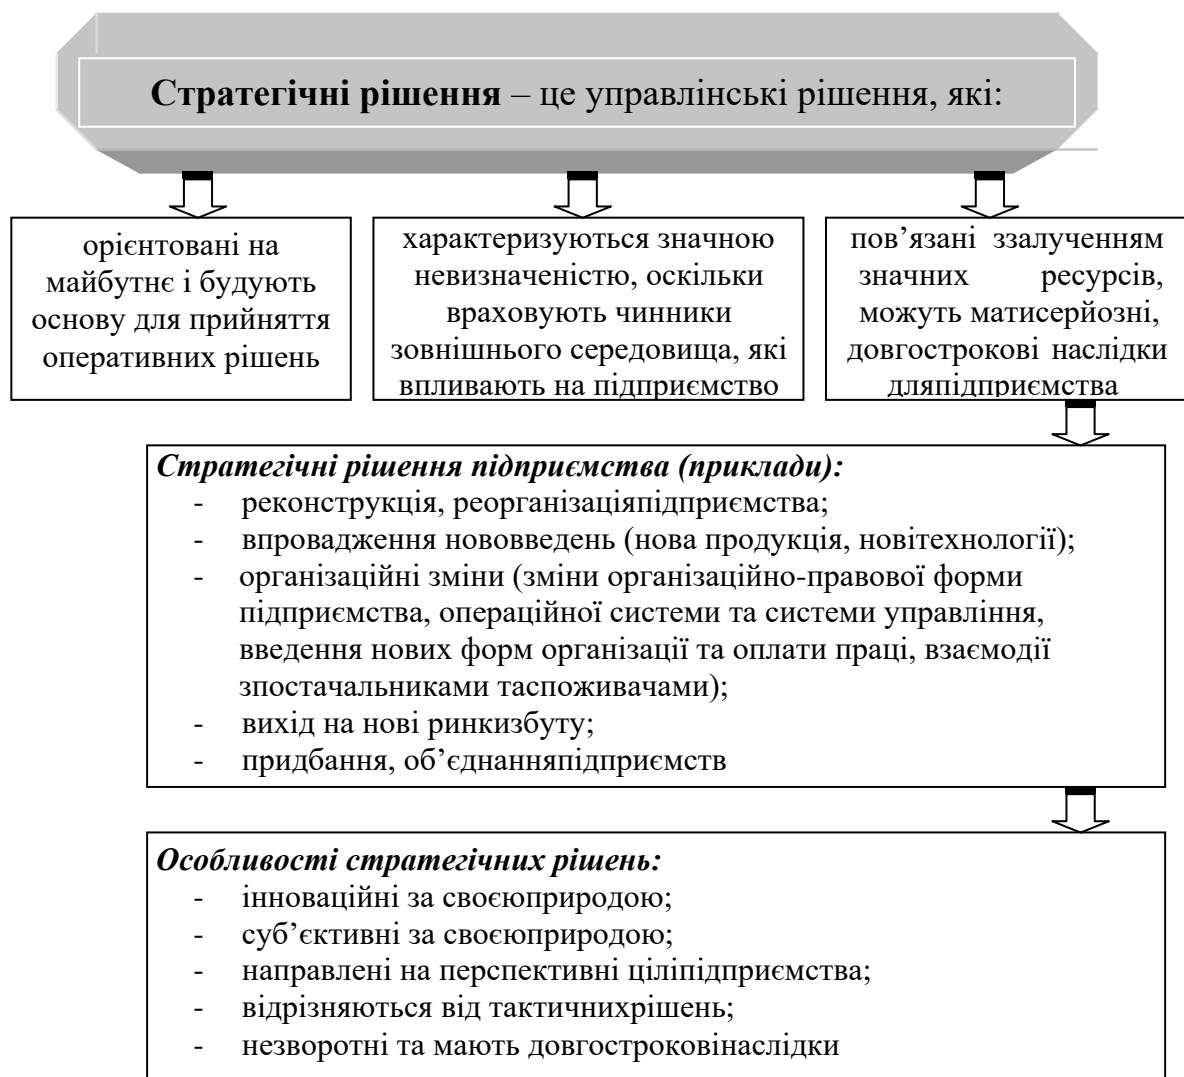 Стратегічні рішення – це управлінські рішення, які:
орієнтовані на
майбутнє і будують
основу для прийняття
оперативних рішень
характеризуються значною
невизначеністю, оскільки
враховують чинники
зовнішнього середовища, які
впливають на підприємство
пов’язані ззалученням
значних ресурсів,
можуть матисерйозні,
довгострокові наслідки
дляпідприємства
Стратегічні рішення підприємства (приклади):
- реконструкція, реорганізаціяпідприємства;
- впровадження нововведень (нова продукція, новітехнології);
- організаційні зміни (зміни організаційно-правової форми
підприємства, операційної системи та системи управління,
введення нових форм організації та оплати праці, взаємодії
зпостачальниками таспоживачами);
- вихід на нові ринкизбуту;
- придбання, об’єднанняпідприємств
Особливості стратегічних рішень:
- інноваційні за своєюприродою;
- суб’єктивні за своєюприродою;
- направлені на перспективні ціліпідприємства;
- відрізняються від тактичнихрішень;
- незворотні та мають довгостроковінаслідки